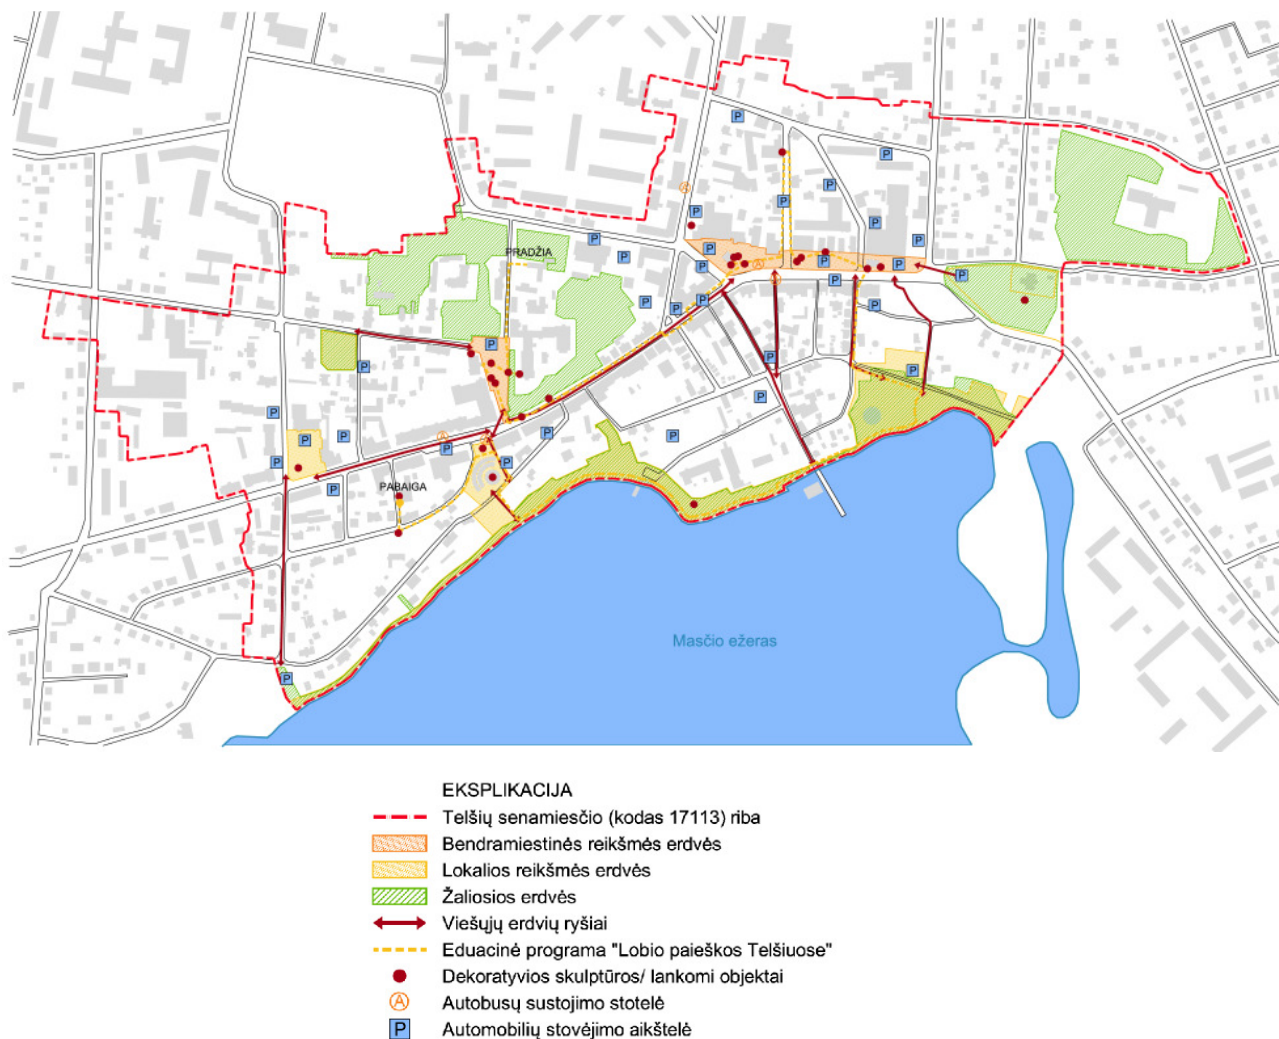 PRADŽIA
PABAIGA
Masčio ežeras
EKSPLIKACIJA
Telšių senamiesčio (kodas 17113) riba
Bendramiestinės reikšmės erdvės
Lokalios reikšmės erdvės
Žaliosios erdvės
Viešųjų erdvių ryšiai
Eduacinė programa "Lobio paieškos Telšiuose"
Dekoratyvios skulptūros/ lankomi objektai
A Autobusų sustojimo stotelė
P Automobilių stovėjimo aikštelė